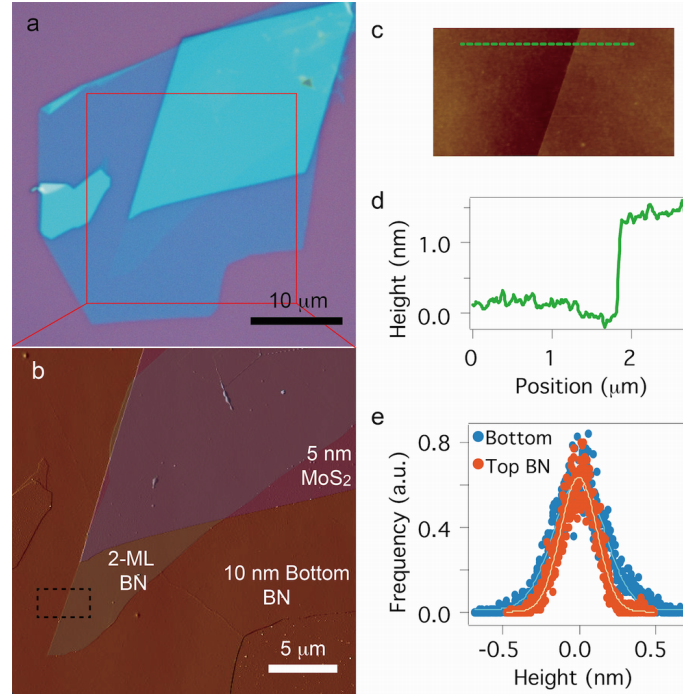 a
10 μm
b
5 nm
MoS2
2-ML
BN
10 nm Bottom
BN
5 μm
c
d
Height (nm)
1.0
0.0
0 1 2
Position (μm)
e
Bottom
Top BN
Frequency (a.u.)
0.8
0.4
0.0
-0.5 0.0 0.5
Height (nm)